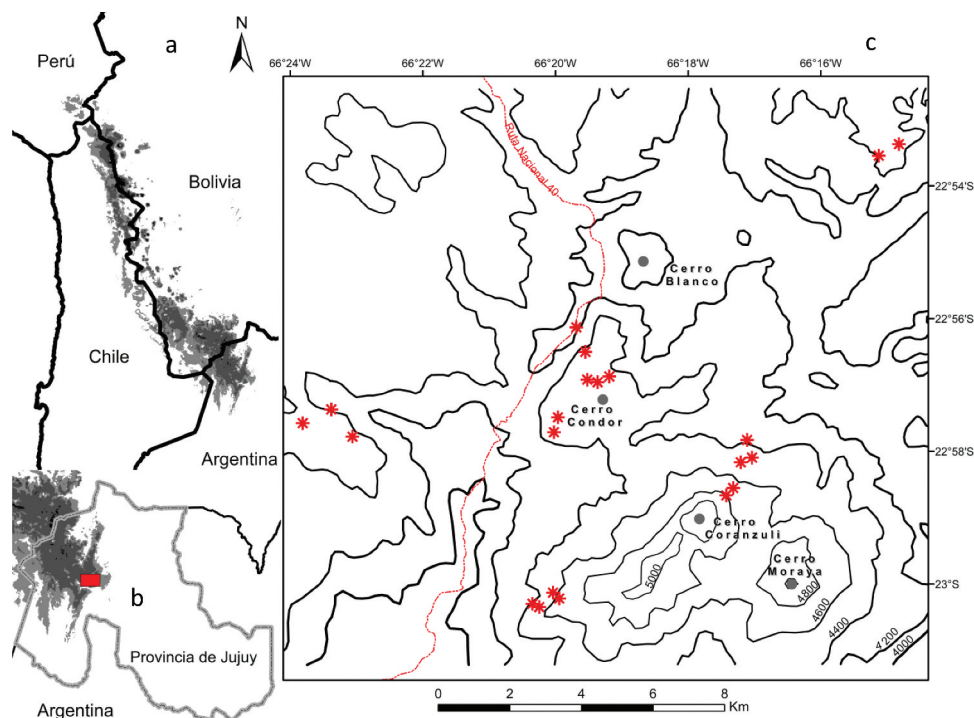 a
N
Perú
Bolivia
Chile
Argentina
b
Provincia de Jujuy
Argentina
c
66°24'W
66°22'W
66°20'W
66°18'W
66°16'W
22°54'S
22°56'S
22°58'S
23°S
Ruta Nacional 40
Cerro
Blanco
Cerro
Condor
Cerro
Coranzuli
Cerro
Moraya
5000
4800
4600
4400
4200
4000
0
2
4
6
8
Km